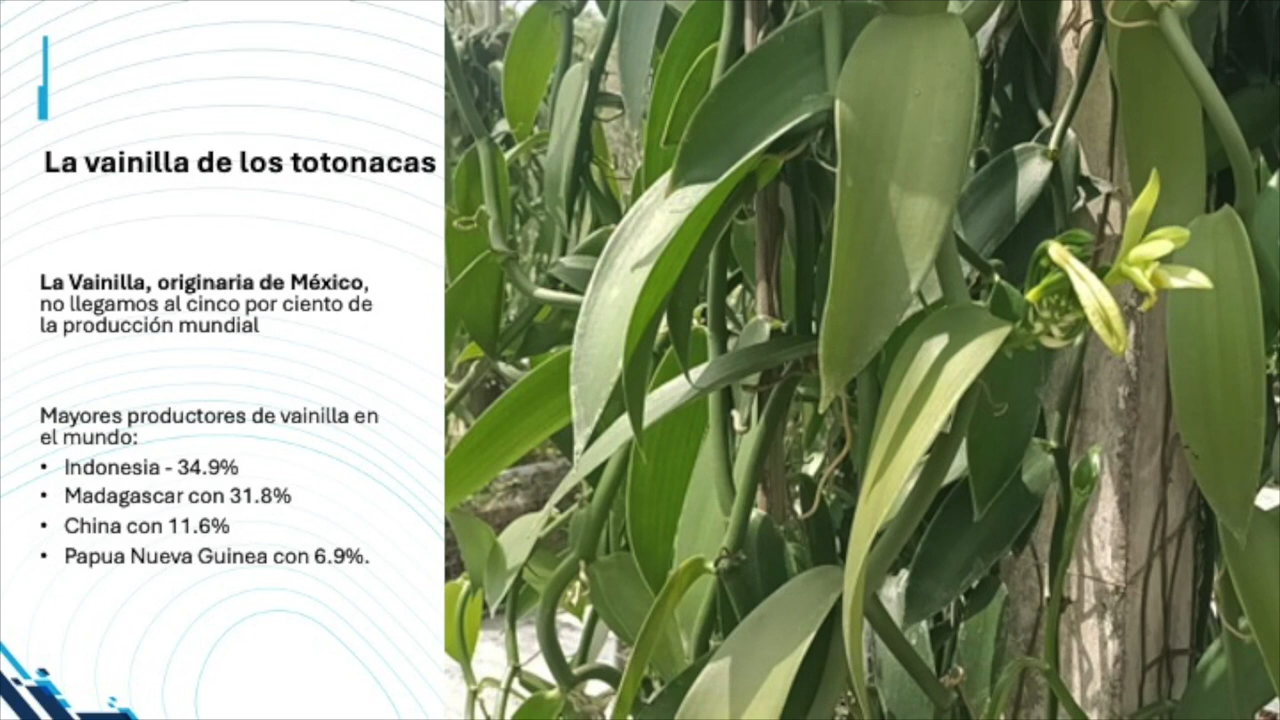 La vainilla de los totonacas
La Vainilla, originaria de México,
no llegamos al cinco por ciento de
la producción mundial
Mayores productores de vainilla en
el mundo:
• Indonesia - 34.9%
• Madagascar con 31.8%
• China con 11.6%
• Papua Nueva Guinea con 6.9%.